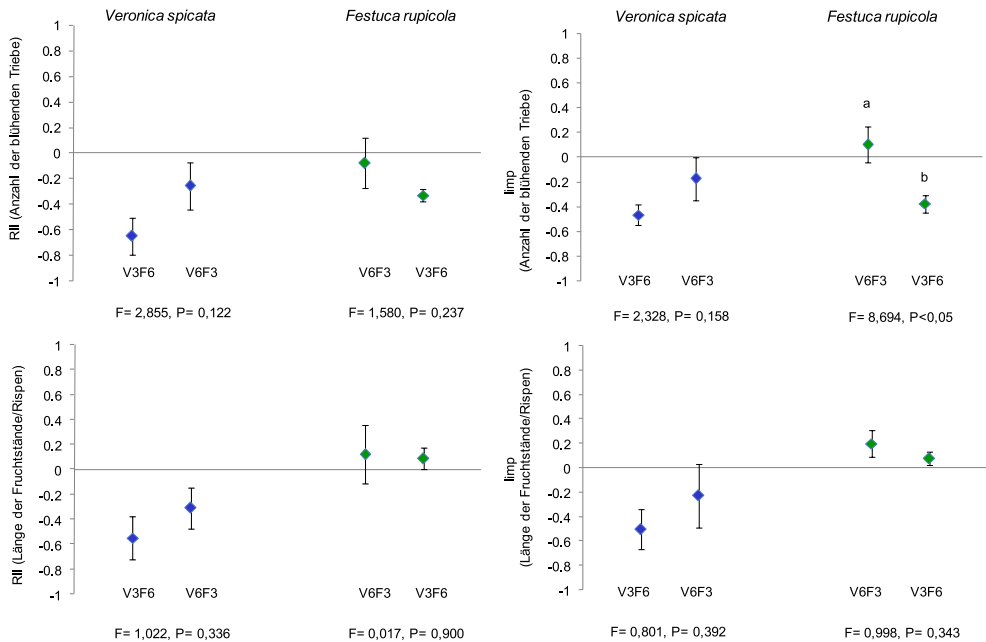 Veronica spicata Festuca rupicola
RII (Anzahl der blühenden Triebe)
1
0.8
0.6
0.4
0.2
0
-0.2
-0.4
-0.6
-0.8
-1
V3F6 V6F3 V6F3 V3F6
F= 2,855, P= 0,122 F= 1,580, P= 0,237
Veronica spicata Festuca rupicola
Iimp
(Anzahl der blühenden Triebe)
1
0.8
0.6
0.4
0.2
0
-0.2
-0.4
-0.6
-0.8
-1
a
b
V3F6 V6F3 V6F3 V3F6
F= 2,328, P= 0,158 F= 8,694, P<0,05
RII (Länge der Fruchtstände/Rispen)
1
0.8
0.6
0.4
0.2
0
-0.2
-0.4
-0.6
-0.8
-1
V3F6 V6F3 V6F3 V3F6
F= 1,022, P= 0,336 F= 0,017, P= 0,900
Iimp
(Länge der Fruchtstände/Rispen)
1
0.8
0.6
0.4
0.2
0
-0.2
-0.4
-0.6
-0.8
-1
V3F6 V6F3 V6F3 V3F6
F= 0,801, P= 0,392 F= 0,998, P= 0,343